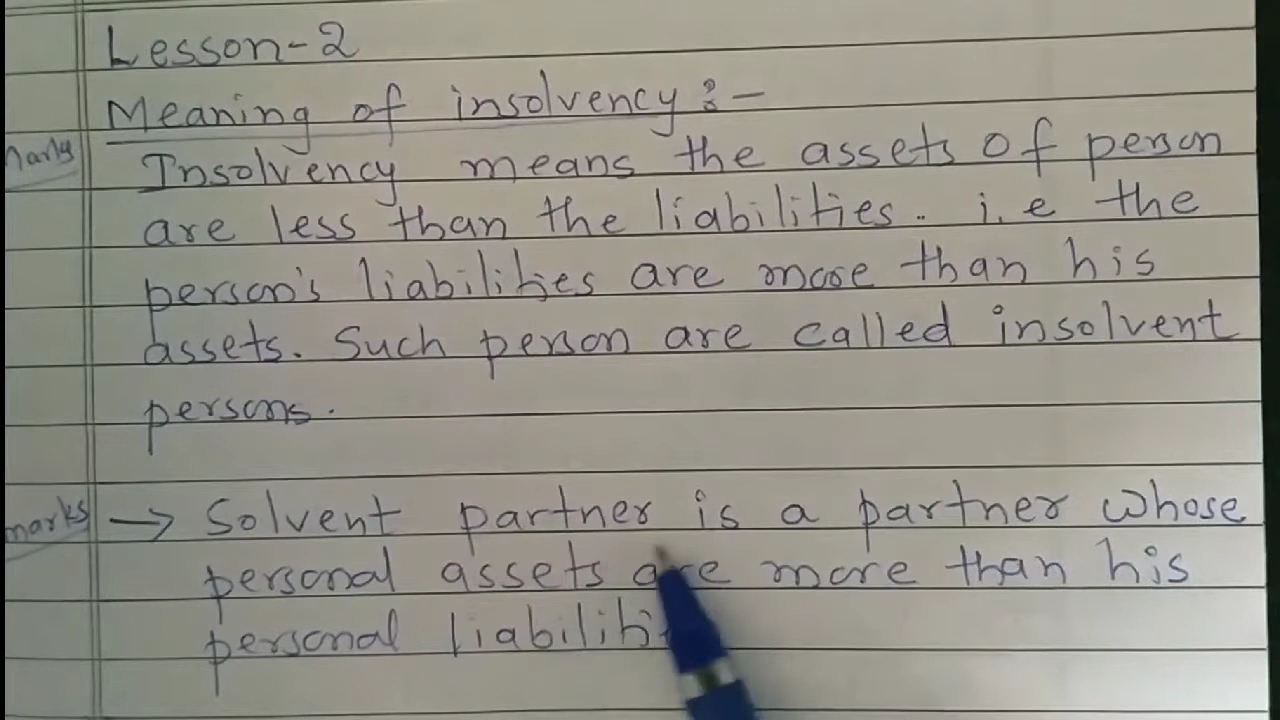 Lesson-2
Meaning of insolvency:-
Insolvency means the assets of person
are less than the liabilities. i.e the
person's liabilities are more than his
assets. Such person are called insolvent
persons.
marks → Solvent partner is a partner whose
personal assets are more than his
personal